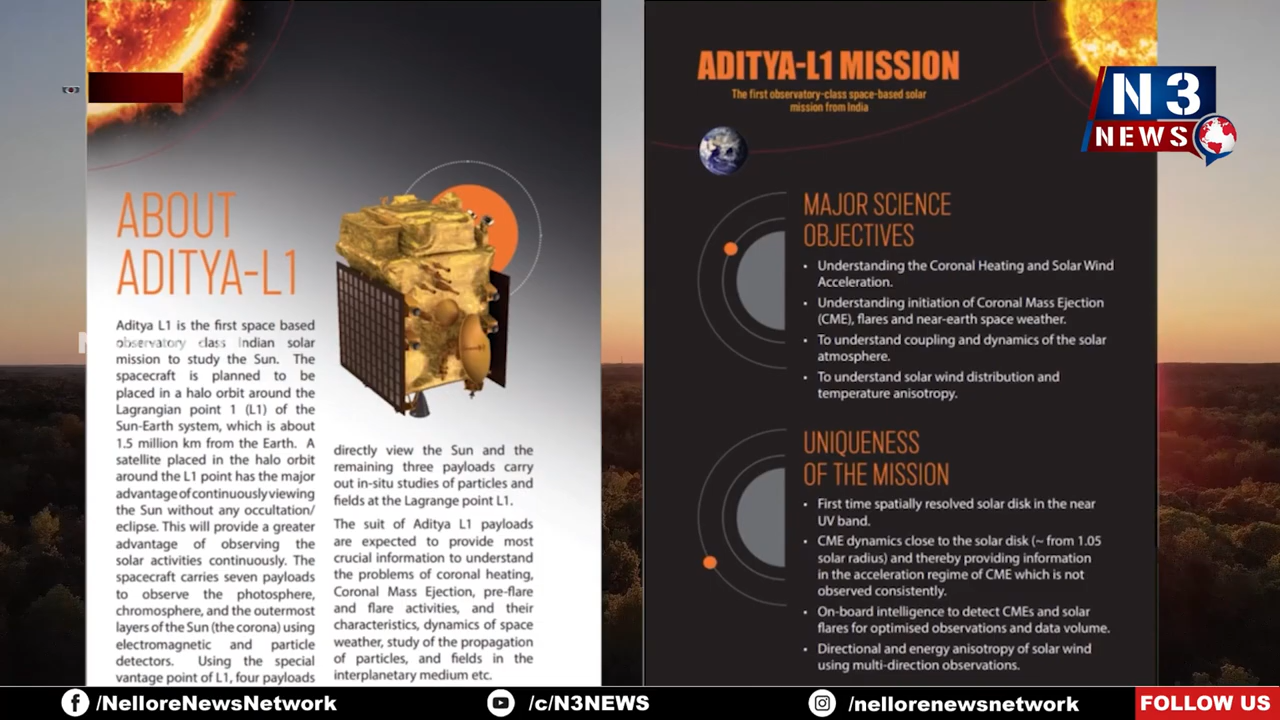 ABOUT
ADITYA-L1
Aditya L1 is the first space based
observatory class Indian solar
mission to study the Sun. The
spacecraft is planned to be
placed in a halo orbit around the
Lagrangian point 1 (L1) of the
Sun-Earth system, which is about
1.5 million km from the Earth. A
satellite placed in the halo orbit
around the L1 point has the major
advantage of continuously viewing
the Sun without any occultation/
eclipse. This will provide a greater
advantage of observing the
solar activities continuously. The
spacecraft carries seven payloads
to observe the photosphere,
chromosphere, and the outermost
layers of the Sun (the corona) using
electromagnetic and particle
detectors. Using the special
vantage point of L1, four payloads
directly view the Sun and the
remaining three payloads carry
out in-situ studies of particles and
fields at the Lagrange point L1.
The suit of Aditya L1 payloads
are expected to provide most
crucial information to understand
the problems of coronal heating,
Coronal Mass Ejection, pre-flare
and flare activities, and their
characteristics, dynamics of space
weather, study of the propagation
of particles, and fields in the
interplanetary medium etc.
ADITYA-L1 MISSION
The first observatory-class space-based solar
mission from India
MAJOR SCIENCE
OBJECTIVES
• Understanding the Coronal Heating and Solar Wind
Acceleration.
• Understanding initiation of Coronal Mass Ejection
(CME), flares and near-earth space weather.
• To understand coupling and dynamics of the solar
atmosphere.
• To understand solar wind distribution and
temperature anisotropy.
UNIQUENESS
OF THE MISSION
• First time spatially resolved solar disk in the near
UV band.
• CME dynamics close to the solar disk (~ from 1.05
solar radius) and thereby providing information
in the acceleration regime of CME which is not
observed consistently.
• On-board intelligence to detect CMEs and solar
flares for optimised observations and data volume.
• Directional and energy anisotropy of solar wind
using multi-direction observations.
N3
NEWS
/NelloreNewsNetwork
/c/N3NEWS
/nellorenewsnetwork
FOLLOW US